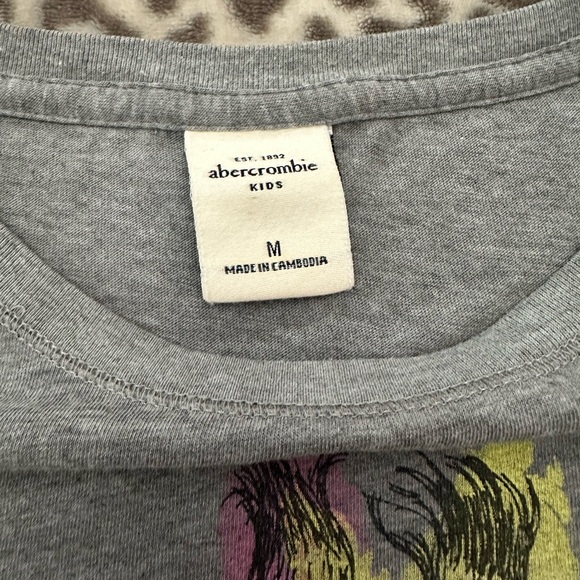 EST. 1892
abercrombie
KIDS
M
MADE IN CAMBODIA